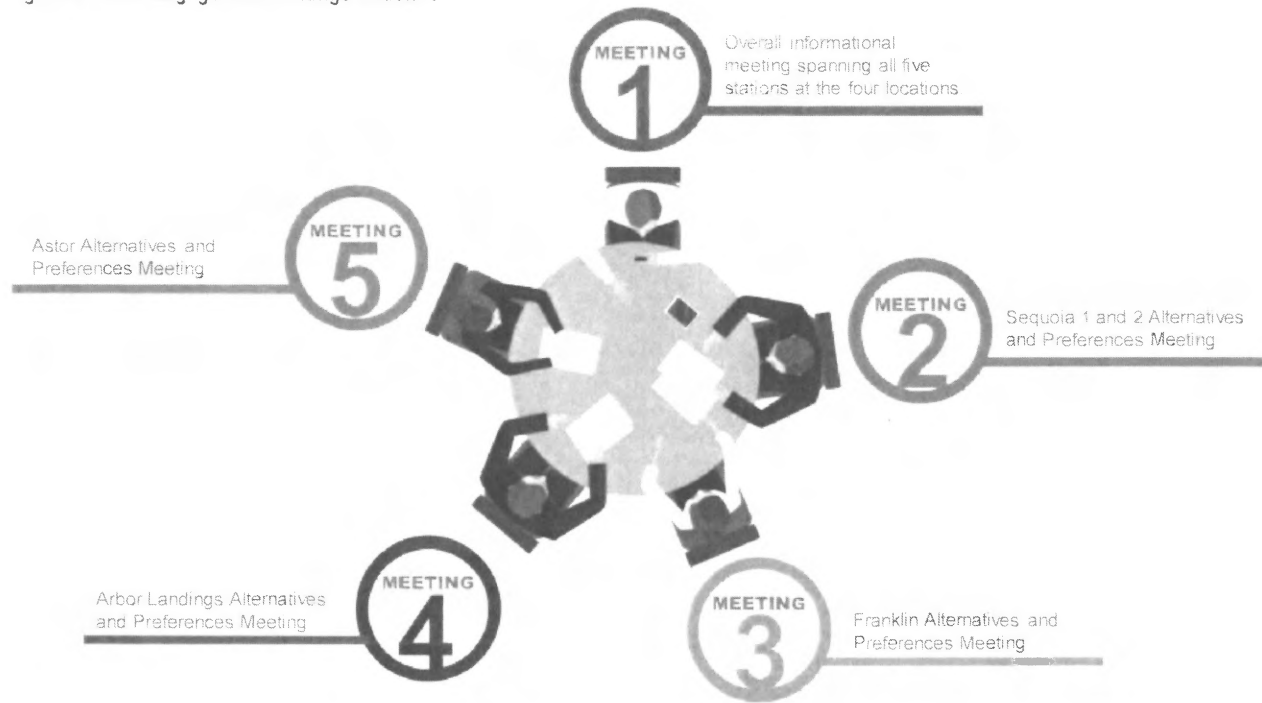 MEETING
1
Overall informational
meeting spanning all five
stations at the four locations
MEETING
2
Sequoia 1 and 2 Alternatives
and Preferences Meeting
MEETING
3
Franklin Alternatives and
Preferences Meeting
MEETING
4
Arbor Landings Alternatives
and Preferences Meeting
MEETING
5
Astor Alternatives and
Preferences Meeting